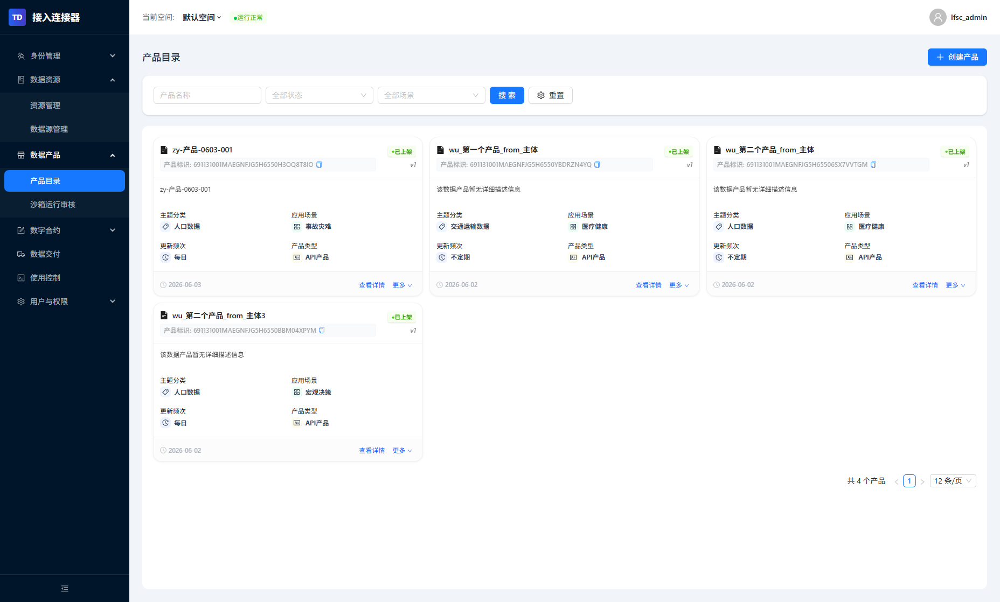 TD 接入连接器
当前空间: 默认空间 运行正常
lfsc_admin
身份管理
数据资源
资源管理
数据源管理
数据产品
产品目录
沙箱运行审核
数字合约
数据交付
使用控制
用户与权限
产品目录
创建产品
产品名称 全部状态 全部场景 搜 索 重置
zy-产品-0603-001 已上架
产品标识: 691131001MAEGNFJG5H6550H3OQ8T8IO v1
zy-产品-0603-001
主题分类 应用场景
人口数据 事故灾难
更新频次 产品类型
每日 API产品
2026-06-03 查看详情 更多
wu_第一个产品_from_主体 已上架
产品标识: 691131001MAEGNFJG5H6550YBDRZN4YQ v1
该数据产品暂无详细描述信息
主题分类 应用场景
交通运输数据 医疗健康
更新频次 产品类型
不定期 API产品
2026-06-02 查看详情 更多
wu_第二个产品_from_主体 已上架
产品标识: 691131001MAEGNFJG5H65506SX7VVTGM v1
该数据产品暂无详细描述信息
主题分类 应用场景
人口数据 医疗健康
更新频次 产品类型
不定期 API产品
2026-06-02 查看详情 更多
wu_第二个产品_from_主体3 已上架
产品标识: 691131001MAEGNFJG5H6550BBM04XPYM v1
该数据产品暂无详细描述信息
主题分类 应用场景
人口数据 宏观决策
更新频次 产品类型
每日 API产品
2026-06-02 查看详情 更多
共 4 个产品 < 1 > 12 条/页